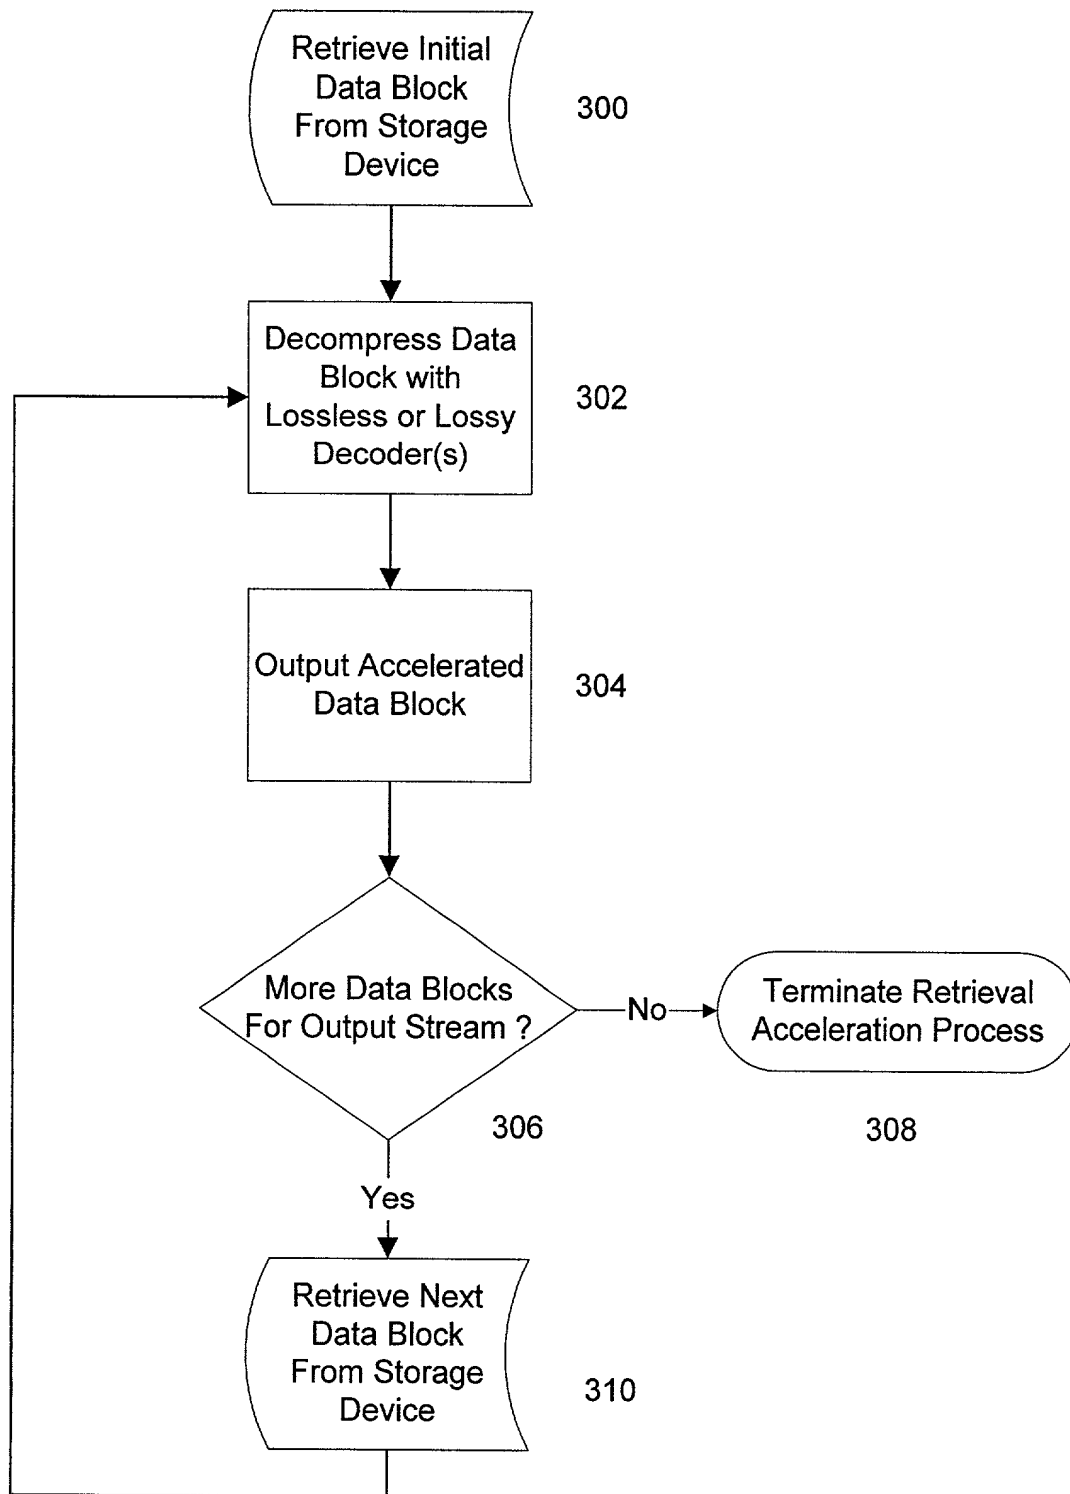 Retrieve Initial
Data Block
From Storage
Device
300
Decompress Data
Block with
Lossless or Lossy
Decoder(s)
302
Output Accelerated
Data Block
304
More Data Blocks
For Output Stream ?
306
No
Terminate Retrieval
Acceleration Process
308
Yes
Retrieve Next
Data Block
From Storage
Device
310